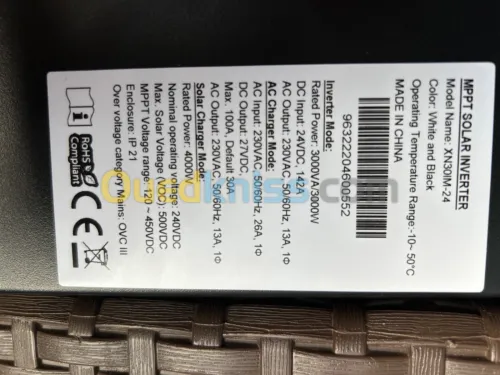 MPPT SOLAR INVERTER
Model Name: XN30IM-24
Color: White and Black
Operating Temperature Range:-10~ 50°C
MADE IN CHINA
96322204600552
Inverter Mode:
Rated Power: 3000VA/3000W
DC Input: 24VDC, 142A
AC Output: 230VAC, 50/60Hz, 13A, 1Φ
AC Charger Mode:
AC Input: 230VAC, 50/60Hz, 26A, 1Φ
DC Output: 27VDC,
Max. 100A, Default 30A
AC Output: 230VAC, 50/60Hz, 13A, 1Φ
Solar Charger Mode:
Rated Power: 4000W
Nominal operating voltage: 240VDC
Max. Solar Voltage (VOC): 500VDC
MPPT Voltage range: 120 ~ 450VDC
Enclosure: IP 21
Over voltage category Mains: OVC III
i
RoHS
Compliant
CE
Ouedkniss.com